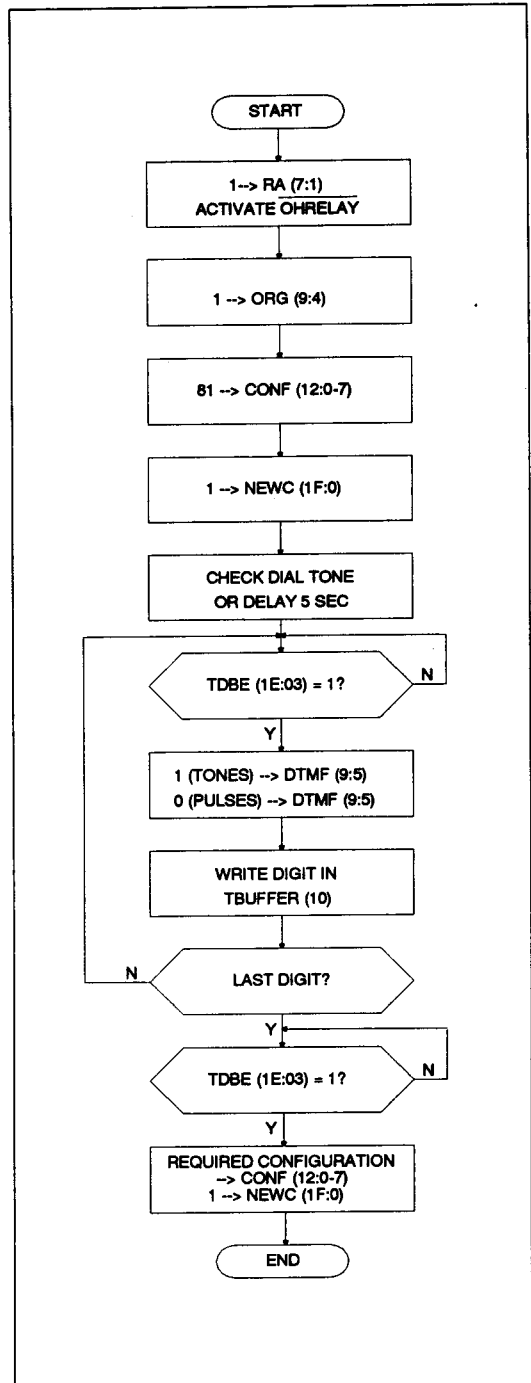 START
1--> RA (7:1)
ACTIVATE OHRELAY
1 --> ORG (9:4)
81 --> CONF (12:0-7)
1 --> NEWC (1F:0)
CHECK DIAL TONE
OR DELAY 5 SEC
TDBE (1E:03) = 1?
N
Y
1 (TONES) --> DTMF (9:5)
0 (PULSES) --> DTMF (9:5)
WRITE DIGIT IN
TBUFFER (10)
N
LAST DIGIT?
Y
TDBE (1E:03) = 1?
N
Y
REQUIRED CONFIGURATION
--> CONF (12:0-7)
1 --> NEWC (1F:0)
END